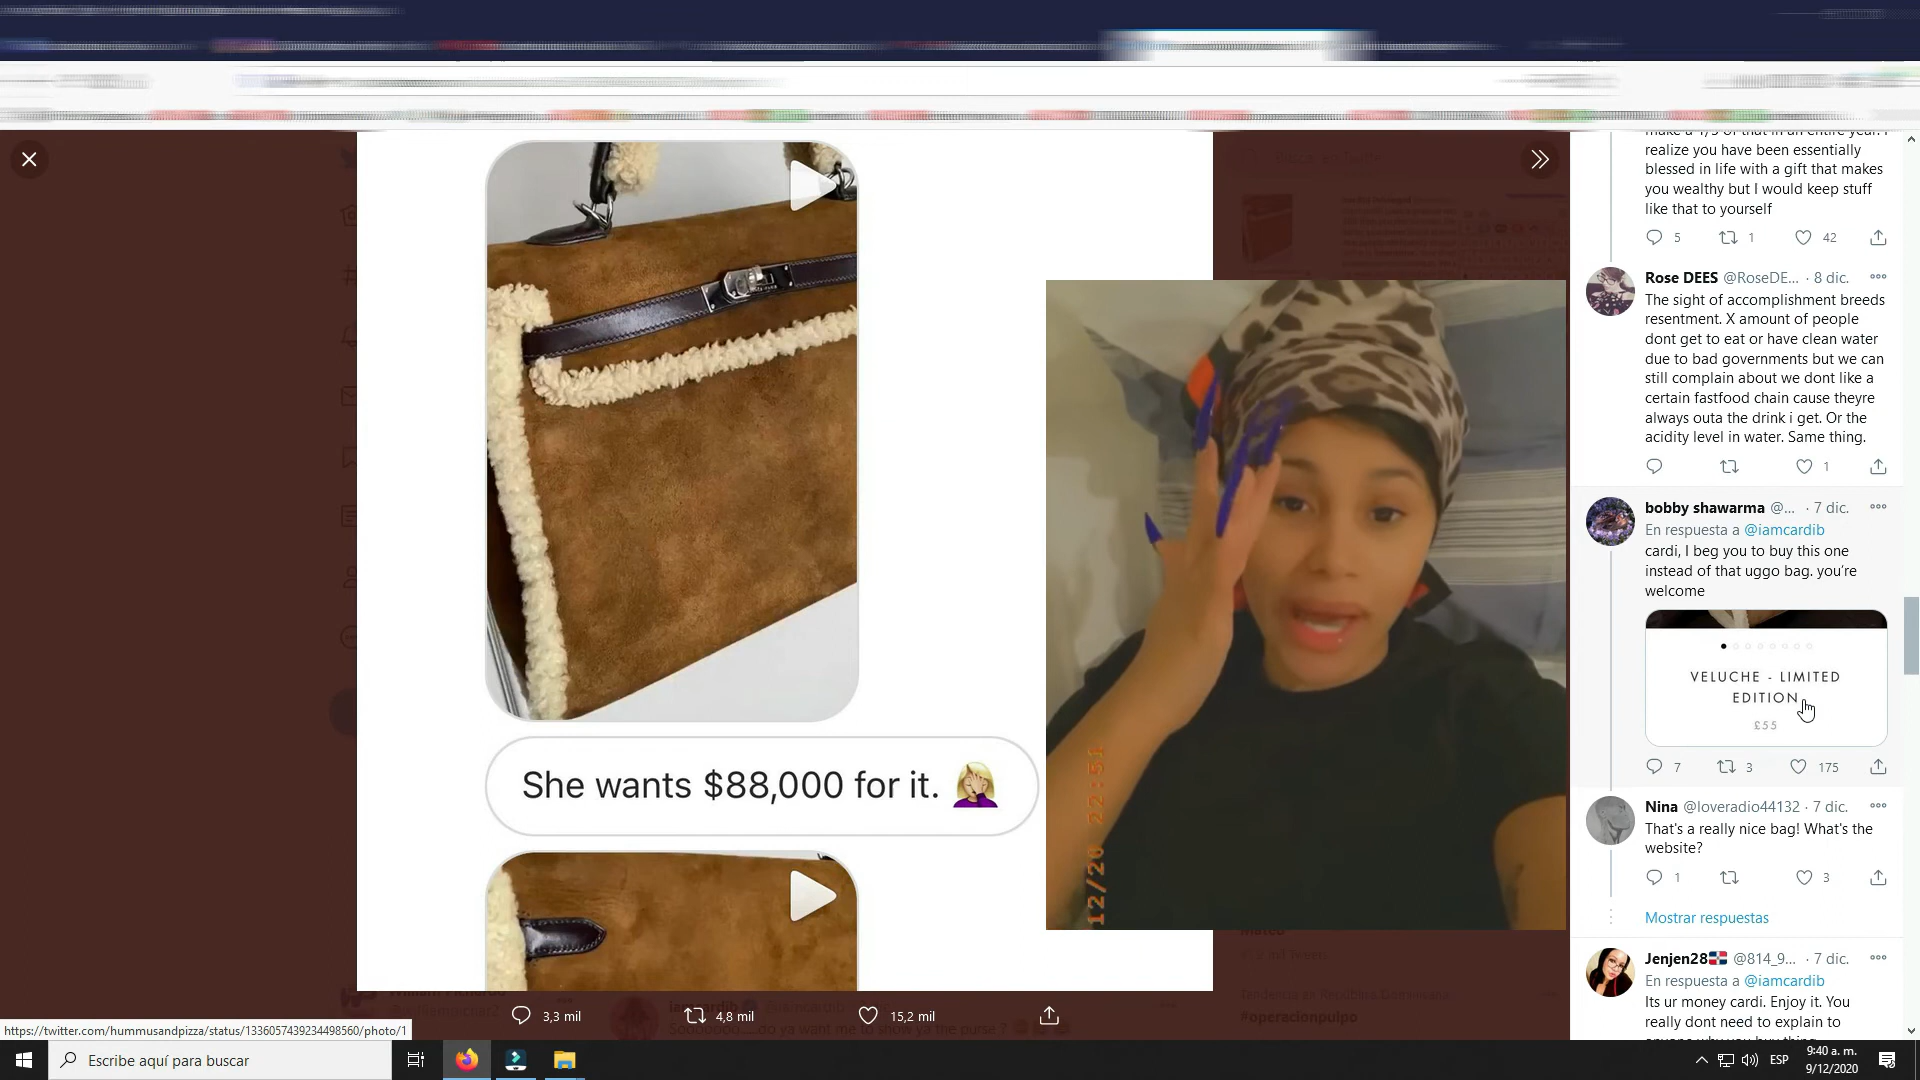 She wants $88,000 for it. 🤦🏼‍♀️
12/20 22:51
3,3 mil
4,8 mil
15,2 mil
realize you have been essentially
blessed in life with a gift that makes
you wealthy but I would keep stuff
like that to yourself
5 1 42
Rose DEES @RoseDE... · 8 dic.
The sight of accomplishment breeds
resentment. X amount of people
dont get to eat or have clean water
due to bad governments but we can
still complain about we dont like a
certain fastfood chain cause theyre
always outa the drink i get. Or the
acidity level in water. Same thing.
1
bobby shawarma @... · 7 dic.
En respuesta a @iamcardib
cardi, I beg you to buy this one
instead of that uggo bag. you’re
welcome
VELUCHE - LIMITED
EDITION
£55
7 3 175
Nina @loveradio44132 · 7 dic.
That's a really nice bag! What's the
website?
1 3
Mostrar respuestas
Jenjen28🇩🇴 @814_9... · 7 dic.
En respuesta a @iamcardib
Its ur money cardi. Enjoy it. You
really dont need to explain to
#operacionpulpo
https://twitter.com/hummusandpizza/status/1336057439234498560/photo/1
Escribe aquí para buscar
ESP
9:40 a. m.
9/12/2020